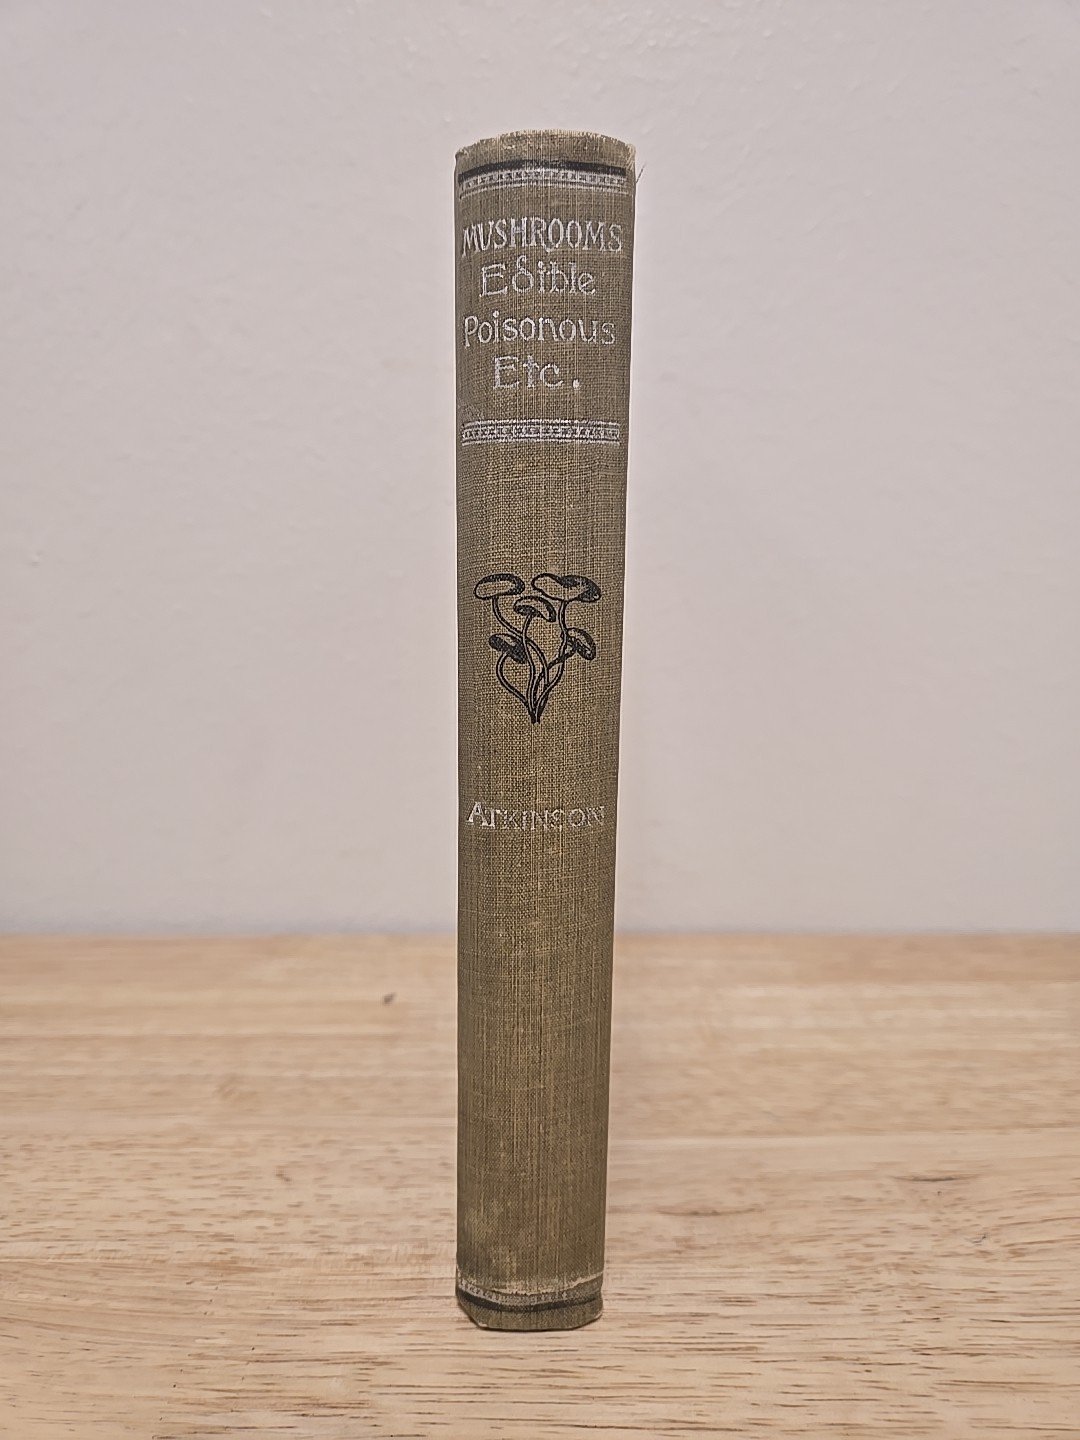 MUSHROOMS
Edible
Poisonous
Etc.
ATKINSON